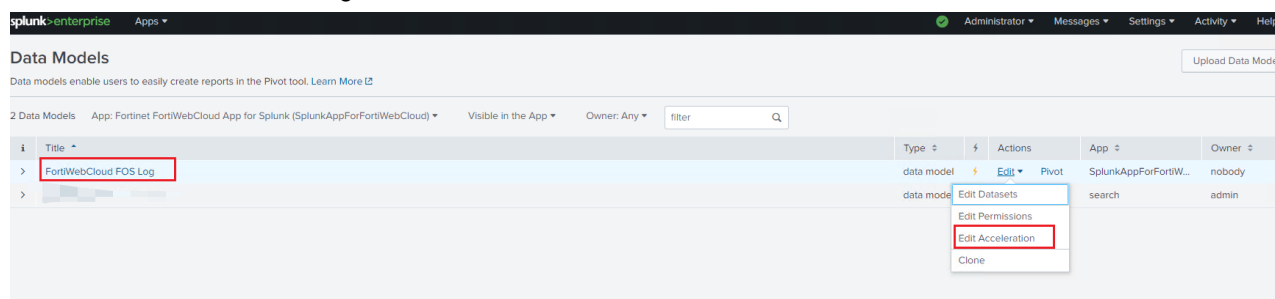 splunk>enterprise Apps Administrator Messages Settings Activity Help
Data Models
Upload Data Mode
Data models enable users to easily create reports in the Pivot tool. Learn More
2 Data Models App: Fortinet FortiWebCloud App for Splunk (SplunkAppForFortiWebCloud) Visible in the App Owner: Any filter
i Title Type Actions App Owner
FortiWebCloud FOS Log data model Edit Pivot SplunkAppForFortiW... nobody
data mode search admin
Edit Datasets
Edit Permissions
Edit Acceleration
Clone